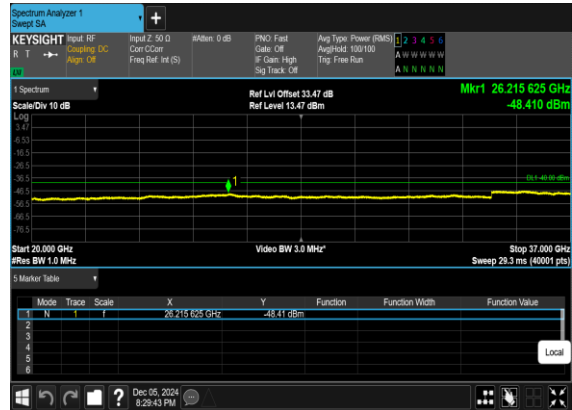 Spectrum Analyzer 1
Swept SA
+
KEYSIGHT Input: RF Input Z: 50 Ω #Atten: 0 dB PNO: Fast Avg Type: Power (RMS) 1 2 3 4 5 6
R T Coupling: DC Corr CCorr Gate: Off Avg|Hold: 100/100 A W W W W W
Align: Off Freq Ref: Int (S) IF Gain: High Trig: Free Run A N N N N N
Sig Track: Off
1 Spectrum Ref Lvl Offset 33.47 dB Mkr1 26.215 625 GHz
Scale/Div 10 dB Ref Level 13.47 dBm -48.410 dBm
Log
3.47
-6.53
-16.5
-26.5
-36.5 1 DL1 -40.00 dBm
-46.5
-56.5
-66.5
-76.5
Start 20.000 GHz Video BW 3.0 MHz* Stop 37.000 GHz
#Res BW 1.0 MHz Sweep 29.3 ms (40001 pts)
5 Marker Table
Mode Trace Scale X Y Function Function Width Function Value
1 N 1 f 26.215 625 GHz -48.41 dBm
2
3
4
5
6
Local
? Dec 05, 2024
8:29:43 PM